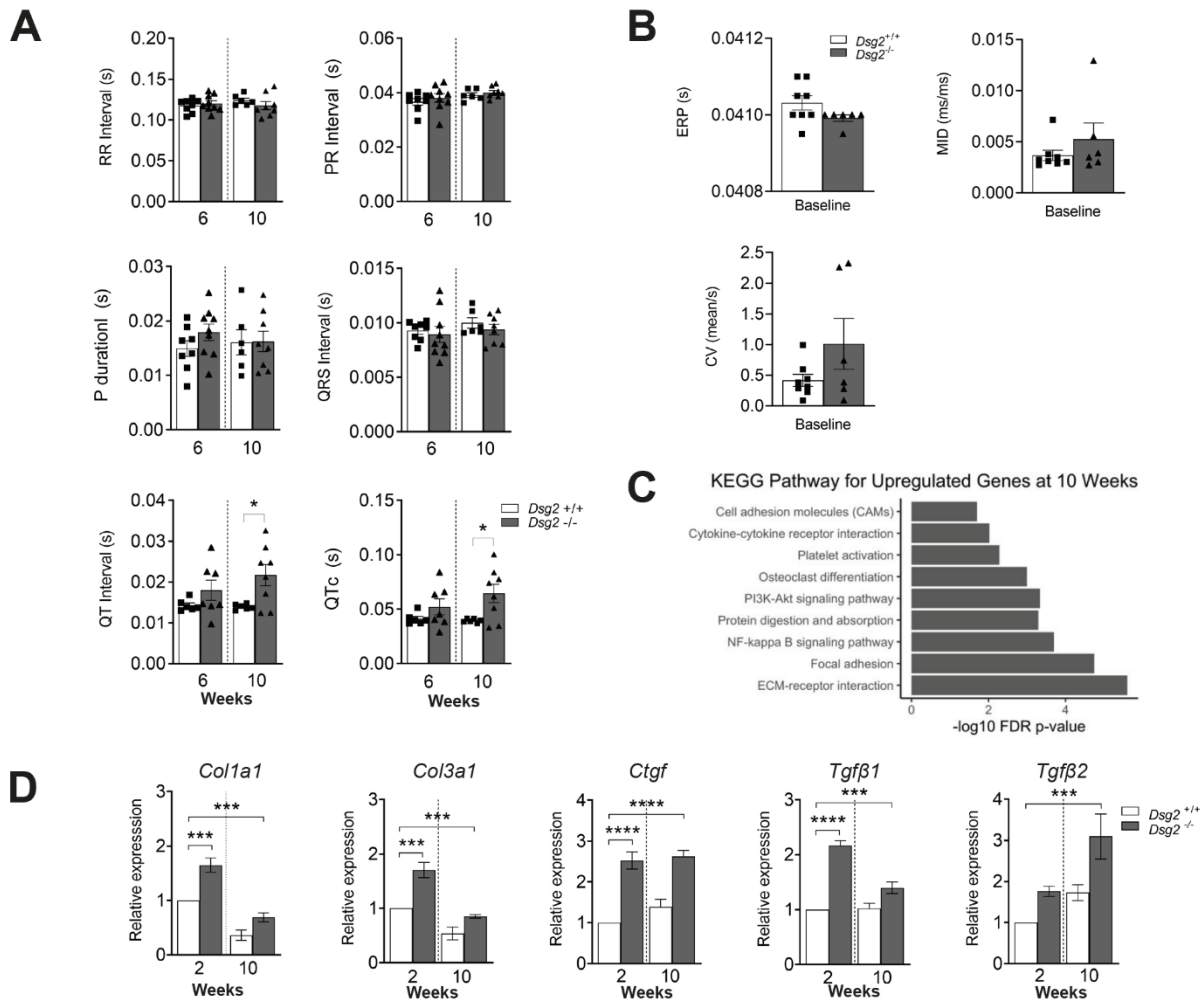 A
RR Interval (s)
0.20
0.15
0.10
0.05
0.00
6
10
PR Interval (s)
0.06
0.04
0.02
0.00
6
10
P durationl (s)
0.03
0.02
0.01
0.00
6
10
QRS Interval (s)
0.015
0.010
0.005
0.000
6
10
QT Interval (s)
0.04
0.03
0.02
0.01
0.00
*
6
10
Weeks
QTc (s)
0.15
0.10
0.05
0.00
*
6
10
Weeks
Dsg2 +/+
Dsg2 -/-
B
ERP (s)
0.0412
0.0410
0.0408
Baseline
Dsg2+/+
Dsg2-/-
MID (ms/ms)
0.015
0.010
0.005
0.000
Baseline
CV (mean/s)
2.5
2.0
1.5
1.0
0.5
0.0
Baseline
C
KEGG Pathway for Upregulated Genes at 10 Weeks
Cell adhesion molecules (CAMs)
Cytokine-cytokine receptor interaction
Platelet activation
Osteoclast differentiation
PI3K-Akt signaling pathway
Protein digestion and absorption
NF-kappa B signaling pathway
Focal adhesion
ECM-receptor interaction
0
2
4
-log10 FDR p-value
D
Col1a1
Relative expresssion
3
2
1
0
***
***
2
10
Weeks
Col3a1
Relative expression
3
2
1
0
***
***
2
10
Weeks
Ctgf
Relative expression
4
3
2
1
0
****
****
2
10
Weeks
Tgfβ1
Relative expression
3
2
1
0
***
****
2
10
Weeks
Tgfβ2
Relative expression
4
3
2
1
0
***
2
10
Weeks
Dsg2 +/+
Dsg2 -/-